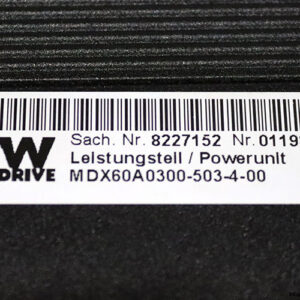 Sach. Nr. 8227152 Nr. 0119
W DRIVE
Leistungsteil / Powerunit
MDX60A0300-503-4-00